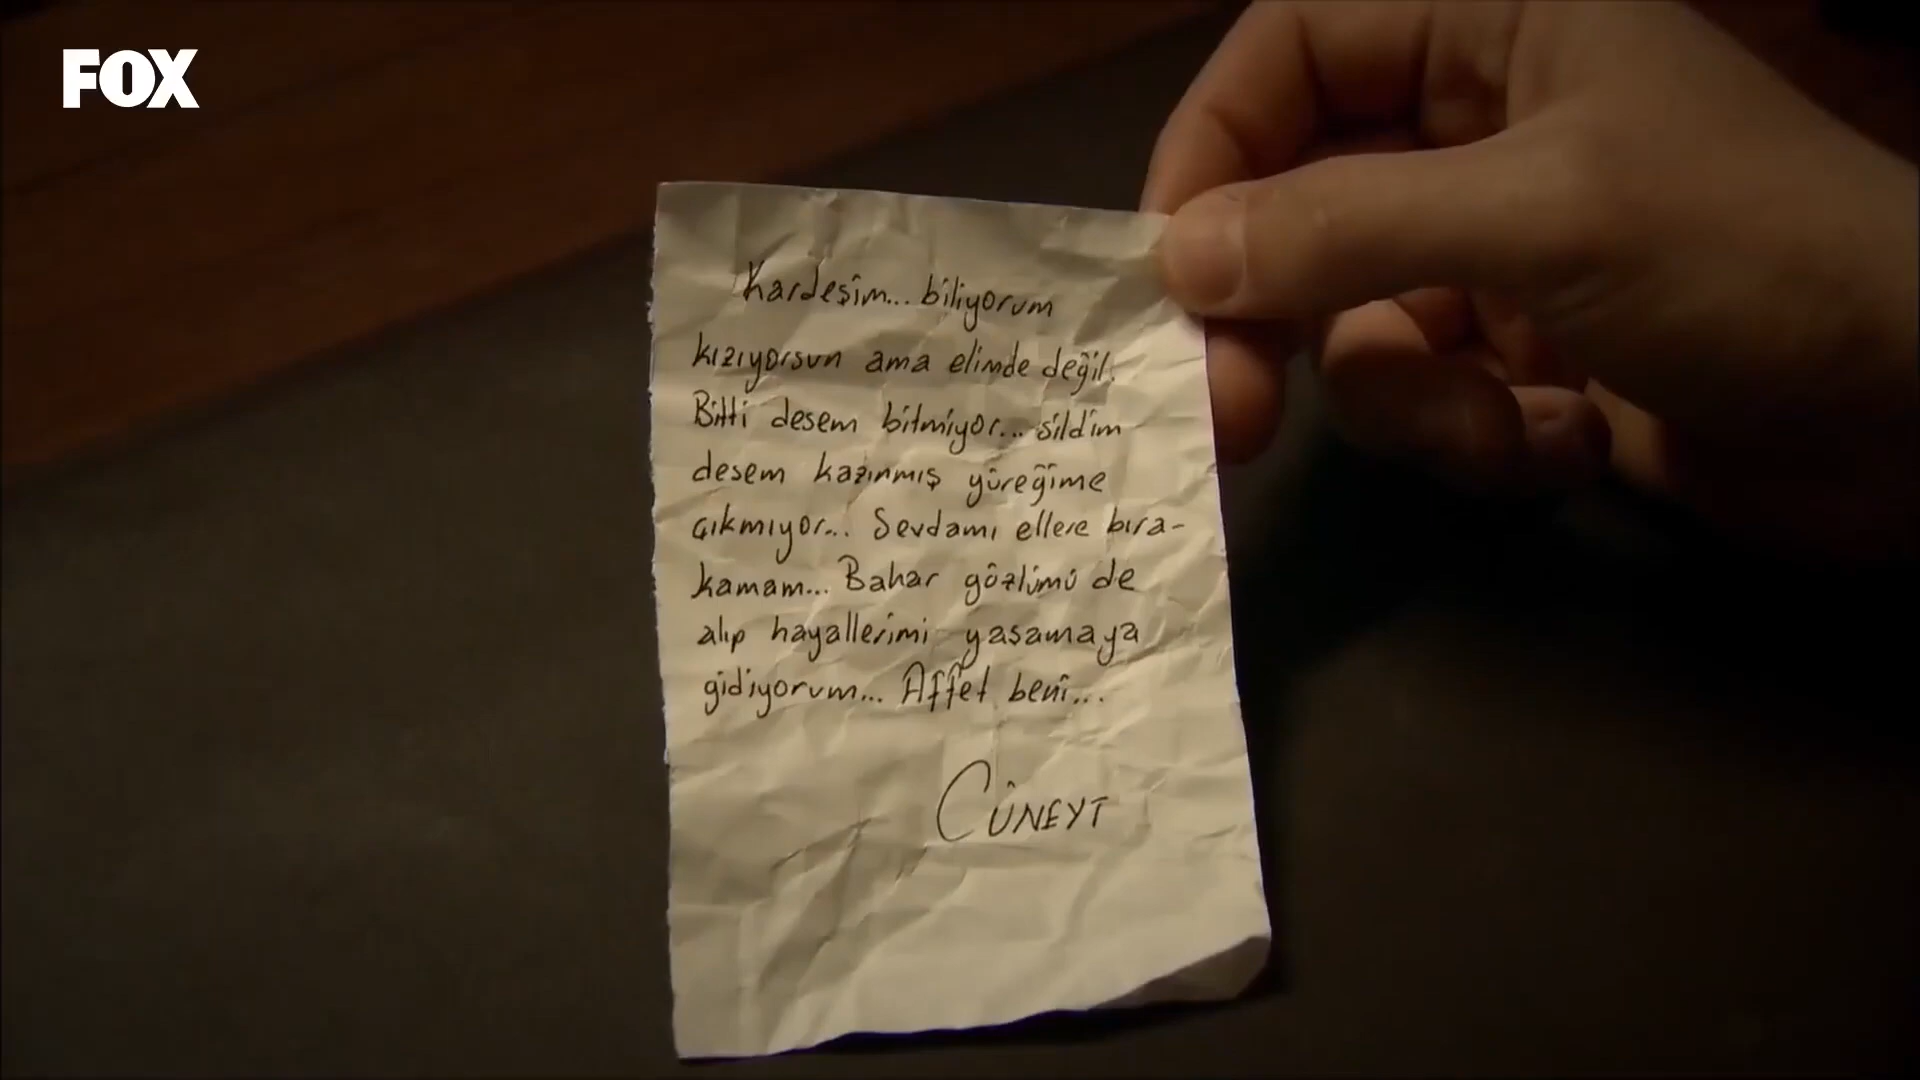 FOX
Kardeşim... biliyorum
kızıyorsun ama elimde değil.
Bitti desem bitmiyor... sildim
desem kazınmış yüreğime
çıkmıyor... Sevdamı ellere bıra-
kamam... Bahar gözlümü de
alıp hayallerimi yaşamaya
gidiyorum... Affet beni...
CÜNEYT